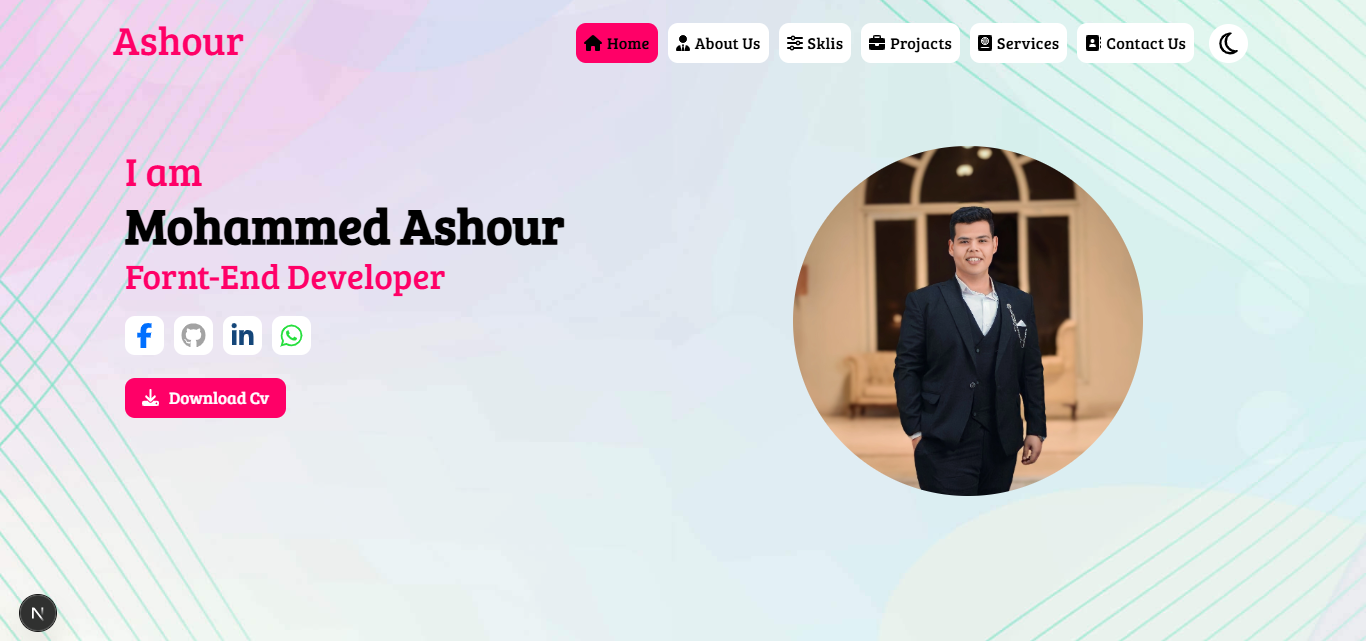 Ashour
Home About Us Sklis Projacts Services Contact Us
I am
Mohammed Ashour
Fornt-End Developer
Download Cv
N